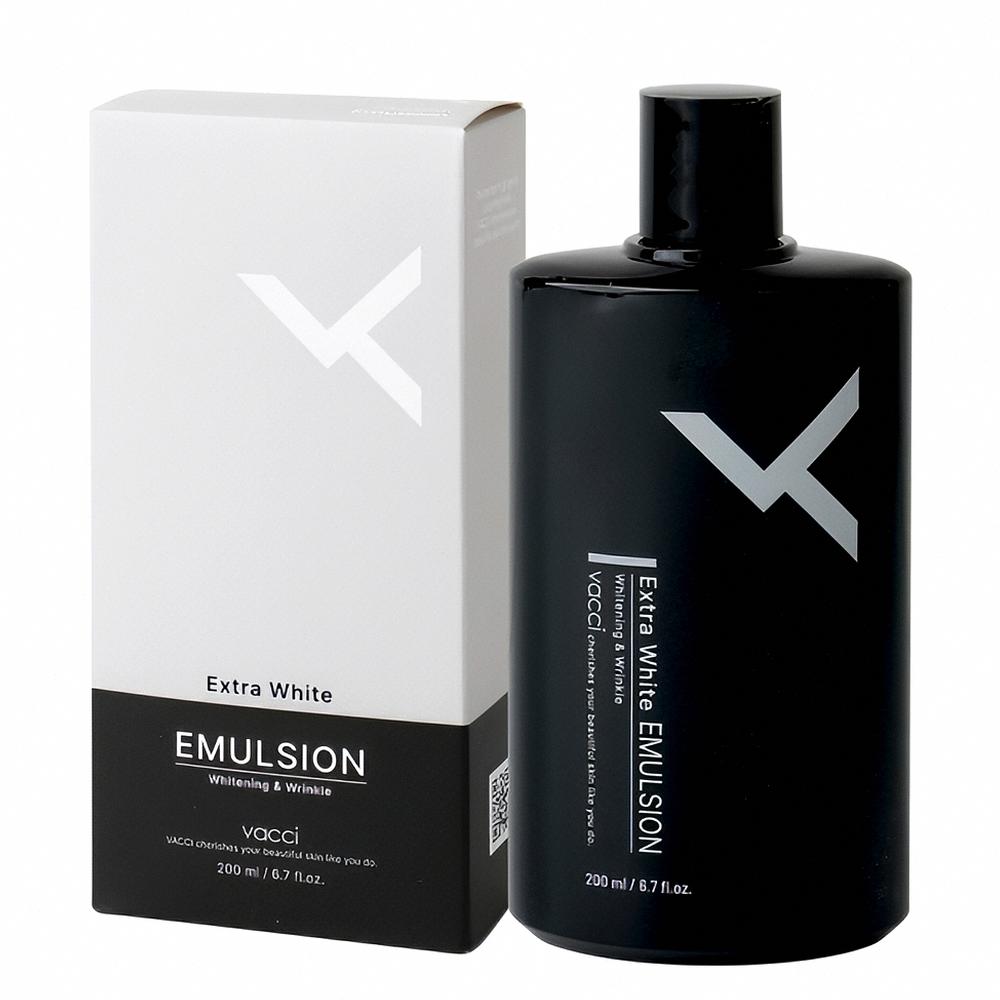 Extra White
EMULSION
Whitening & Wrinkle
vacci
VACCI cherishes your beautiful skin like you do.
200 ml / 6.7 fl.oz.
Extra White EMULSION
Whitening & Wrinkle
vacci cherishes your beautiful skin like you do.
200 ml / 6.7 fl.oz.